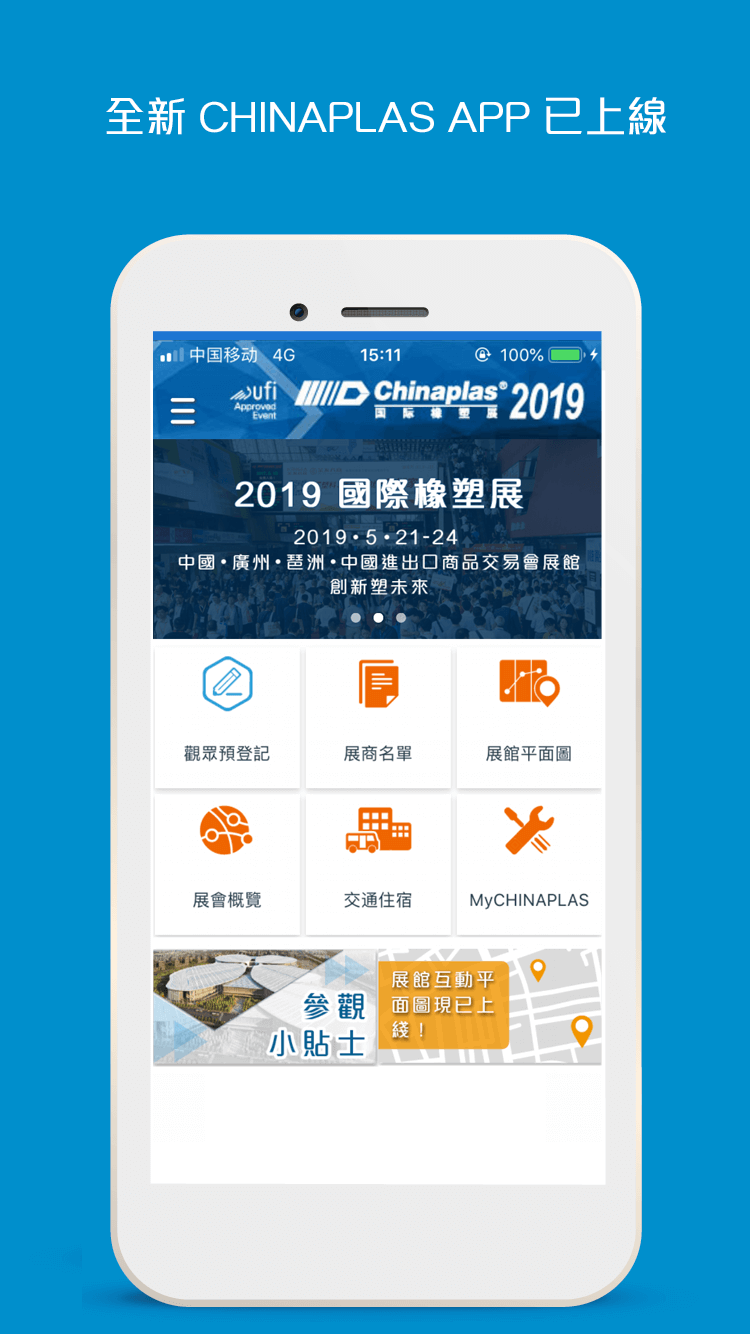 全新 CHINAPLAS APP 已上線
中国移动 4G 15:11 100%
ufi
Approved
Event
Chinaplas® 2019
国际橡塑展
2019 國際橡塑展
2019•5•21-24
中國•廣州•琶洲•中國進出口商品交易會展館
創新塑未來
觀眾預登記
展商名單
展館平面圖
展會概覽
交通住宿
MyCHINAPLAS
參觀
小貼士
展館互動平
面圖現已上
綫！